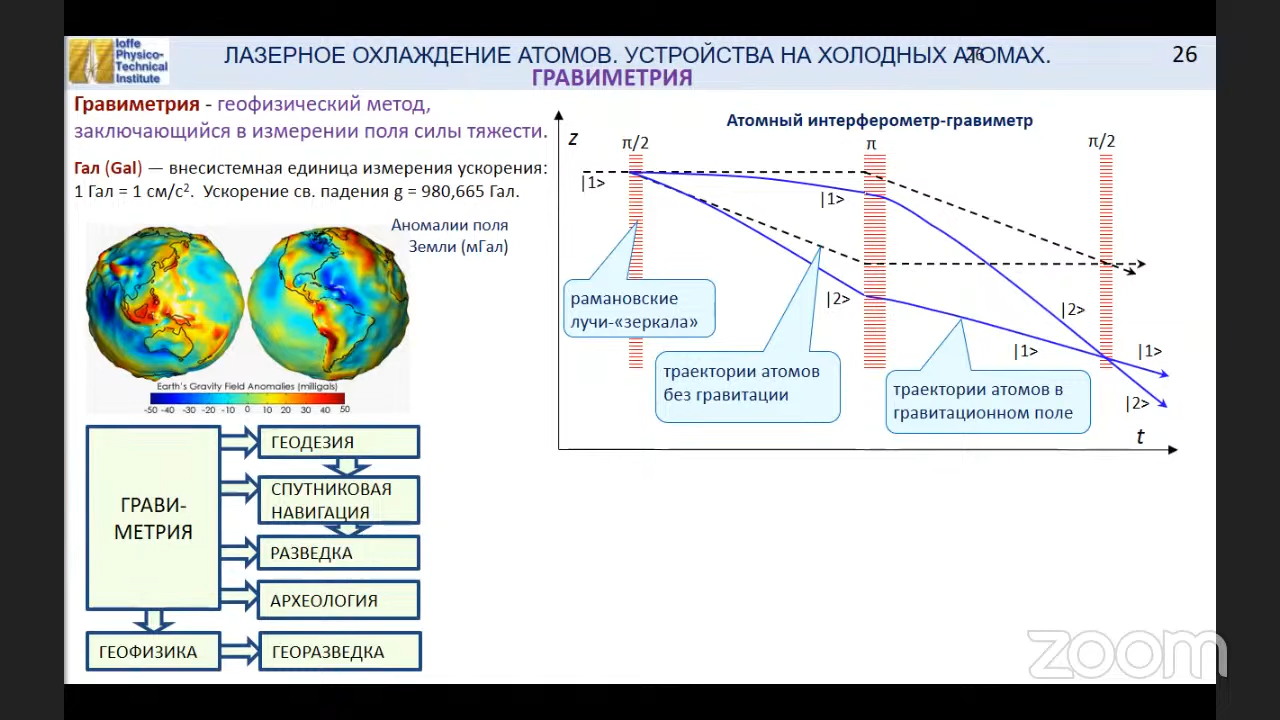 Ioffe
Physico-
Technical
Institute
ЛАЗЕРНОЕ ОХЛАЖДЕНИЕ АТОМОВ. УСТРОЙСТВА НА ХОЛОДНЫХ АТОМАХ.
26
26
ГРАВИМЕТРИЯ
Гравиметрия - геофизический метод,
заключающийся в измерении поля силы тяжести.
Гал (Gal) — внесистемная единица измерения ускорения:
1 Гал = 1 см/с². Ускорение св. падения g = 980,665 Гал.
Аномалии поля
Земли (мГал)
Earth's Gravity Field Anomalies (milligals)
-50 -40 -30 -20 -10 0 10 20 30 40 50
ГРАВИ-
МЕТРИЯ
ГЕОДЕЗИЯ
СПУТНИКОВАЯ
НАВИГАЦИЯ
РАЗВЕДКА
АРХЕОЛОГИЯ
ГЕОФИЗИКА
ГЕОРАЗВЕДКА
Атомный интерферометр-гравиметр
z
π/2
π
π/2
|1>
|1>
|2>
|2>
|1>
|1>
|2>
рамановские
лучи-«зеркала»
траектории атомов
без гравитации
траектории атомов в
гравитационном поле
t
zoom